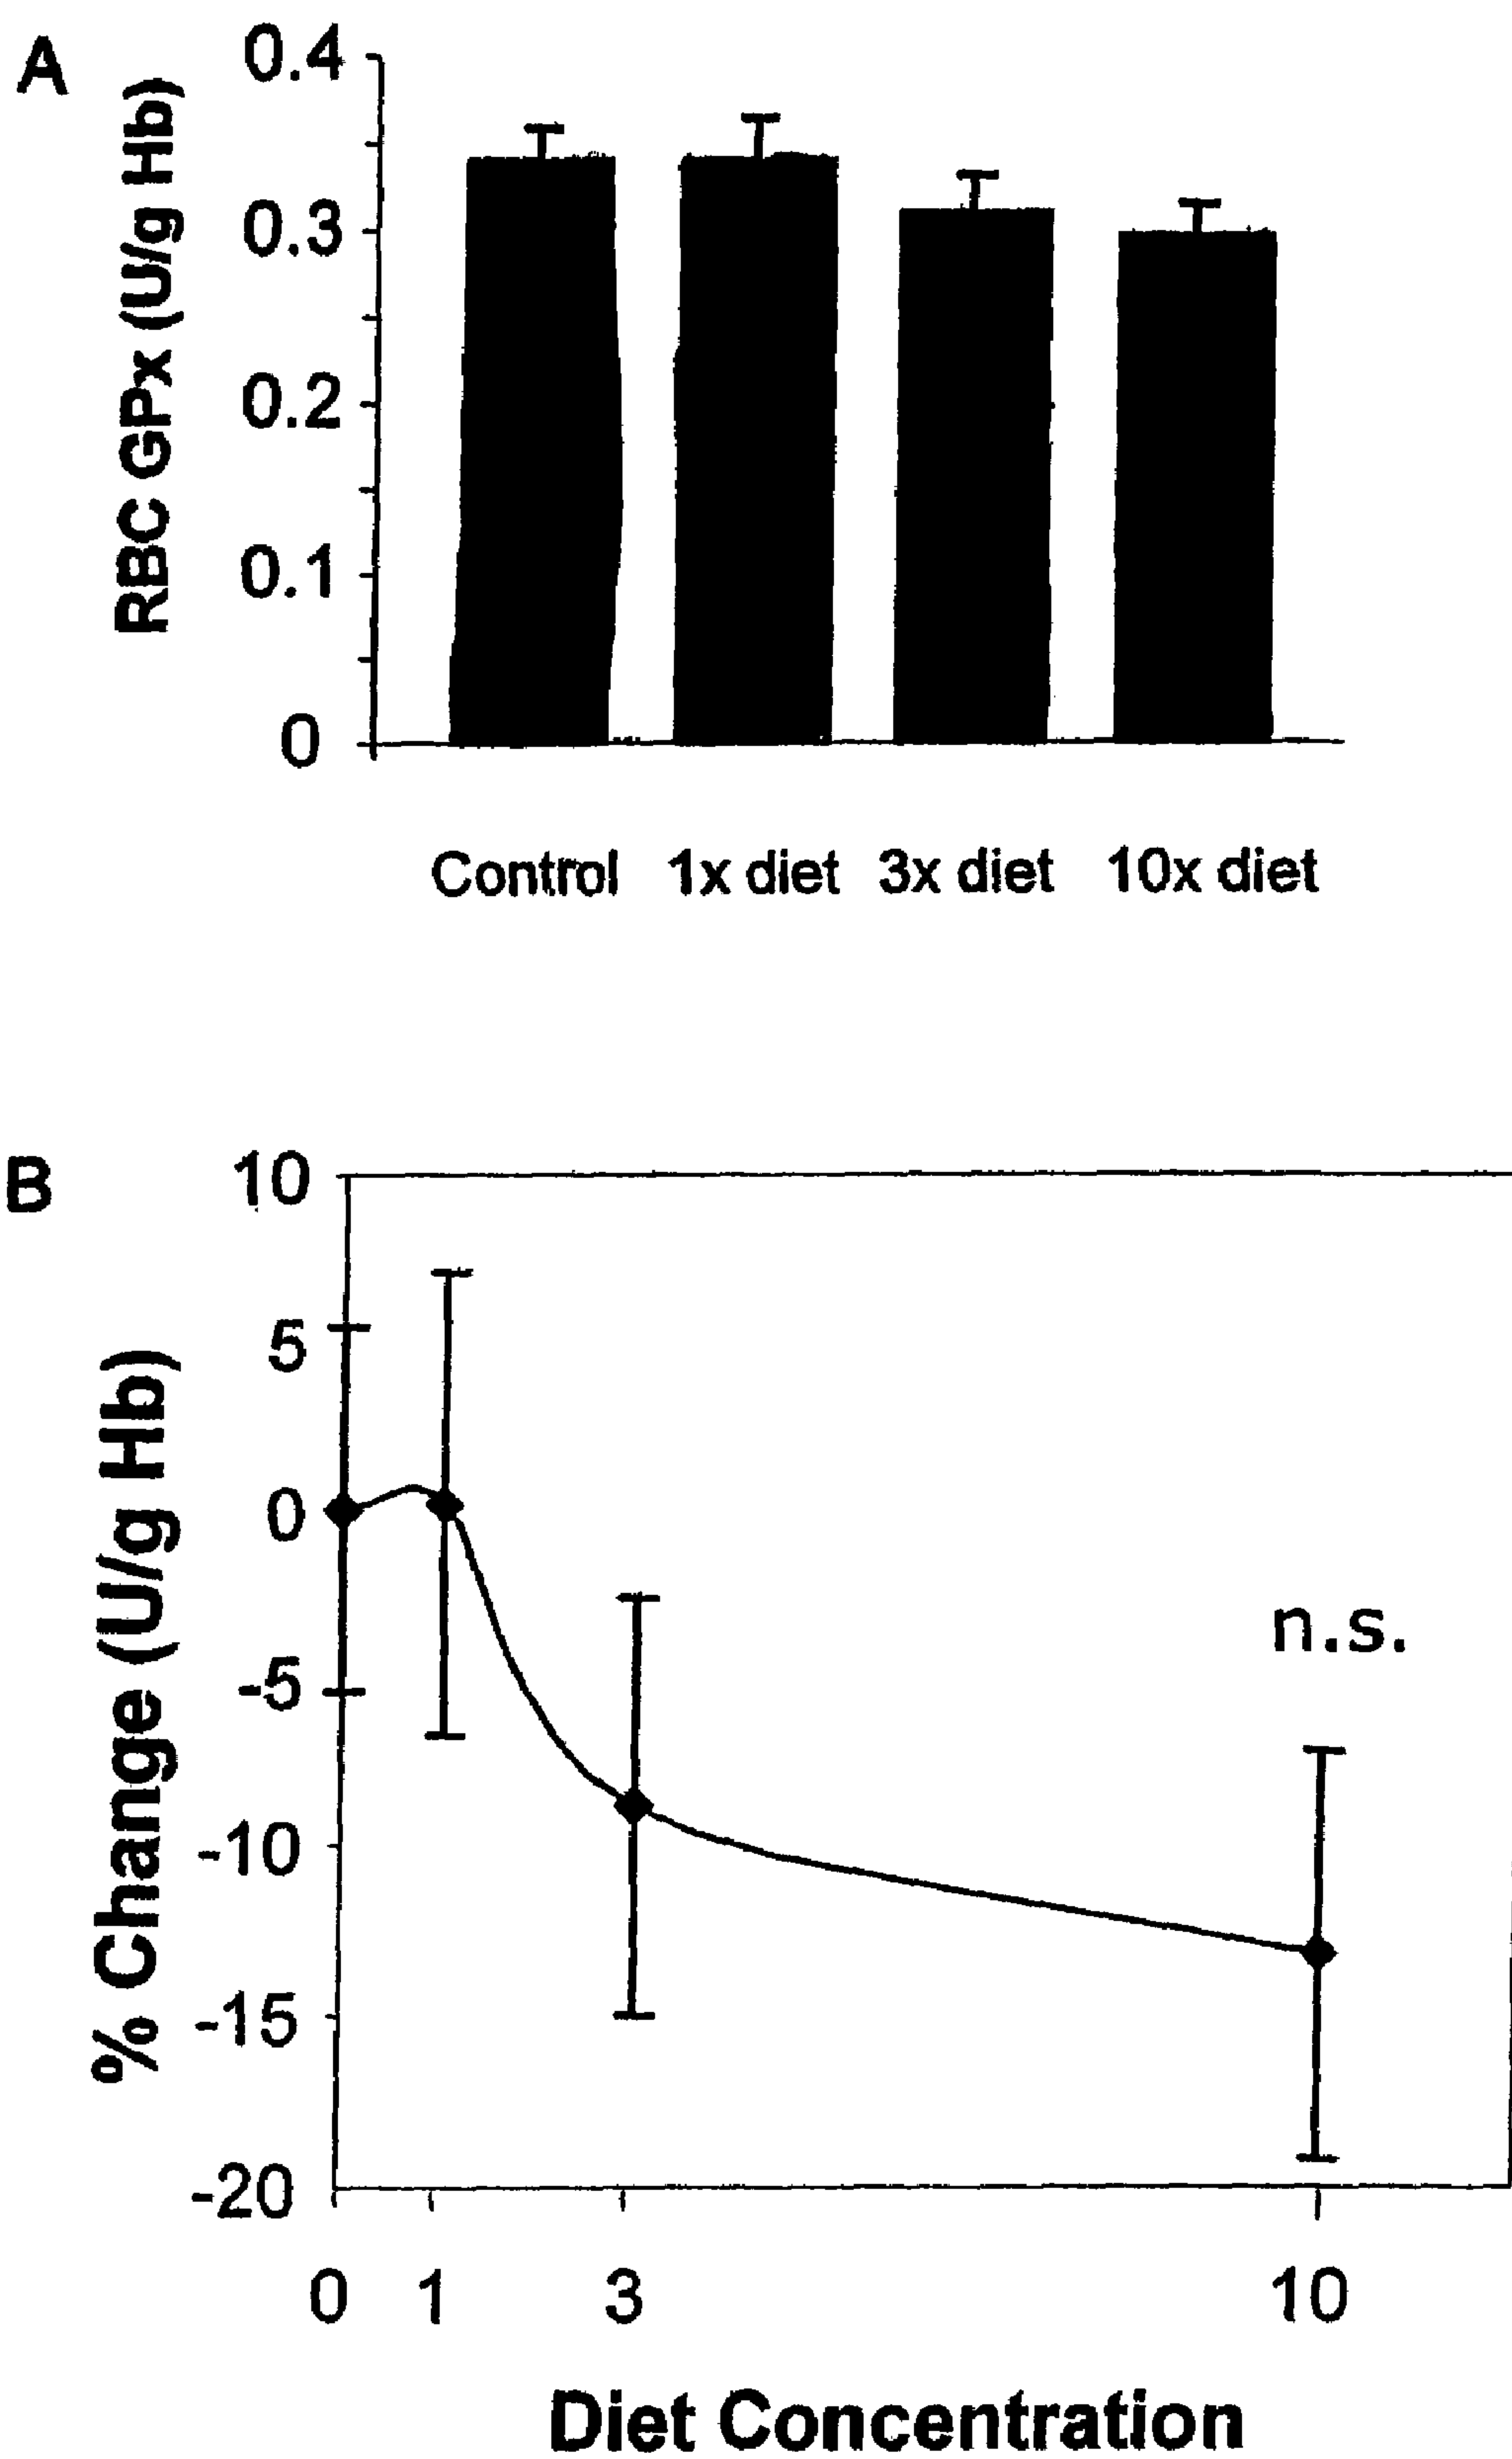 A
RBC GPx (U/g Hb)
0.4
0.3
0.2
0.1
0
Control 1x diet 3x diet 10x diet
B
% Change (U/g Hb)
10
5
0
-5
-10
-15
-20
n.s.
0 1 3 10
Diet Concentration